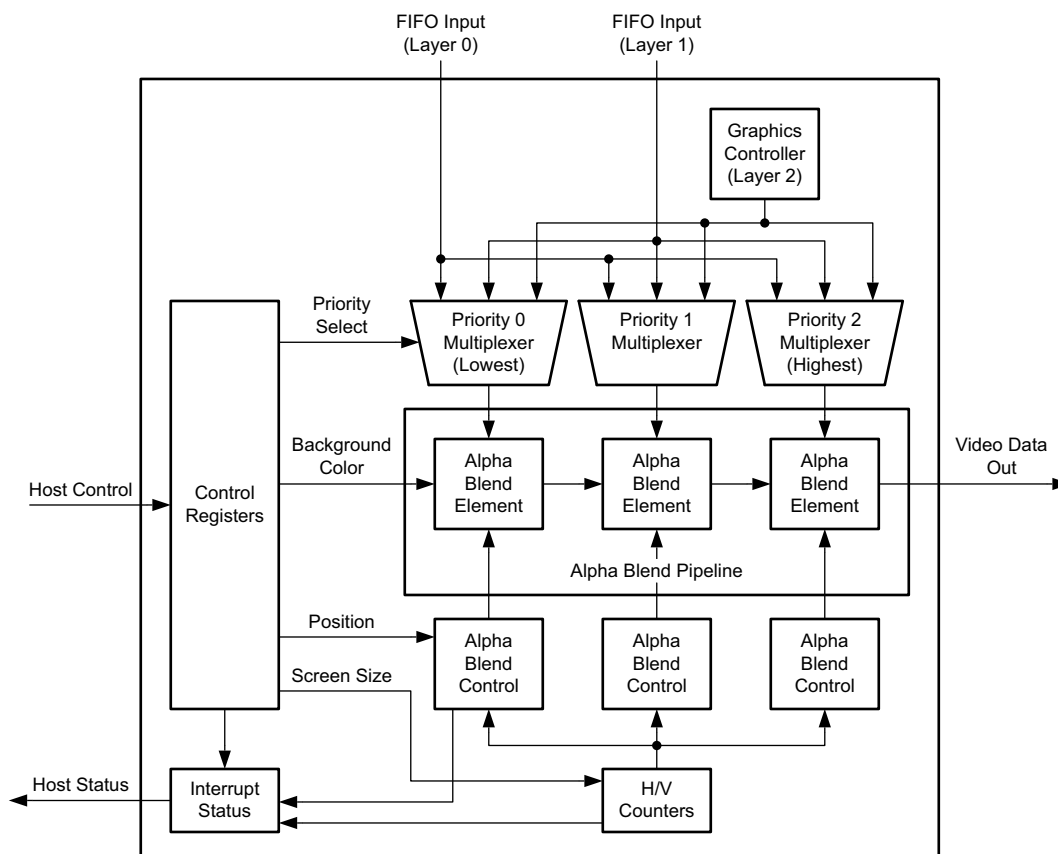 FIFO Input
(Layer 0)
FIFO Input
(Layer 1)
Graphics
Controller
(Layer 2)
Priority
Select
Priority 0
Multiplexer
(Lowest)
Priority 1
Multiplexer
Priority 2
Multiplexer
(Highest)
Background
Color
Alpha
Blend
Element
Alpha
Blend
Element
Alpha
Blend
Element
Video Data
Out
Host Control
Control
Registers
Alpha Blend Pipeline
Position
Alpha
Blend
Control
Alpha
Blend
Control
Alpha
Blend
Control
Screen Size
Host Status
Interrupt
Status
H/V
Counters